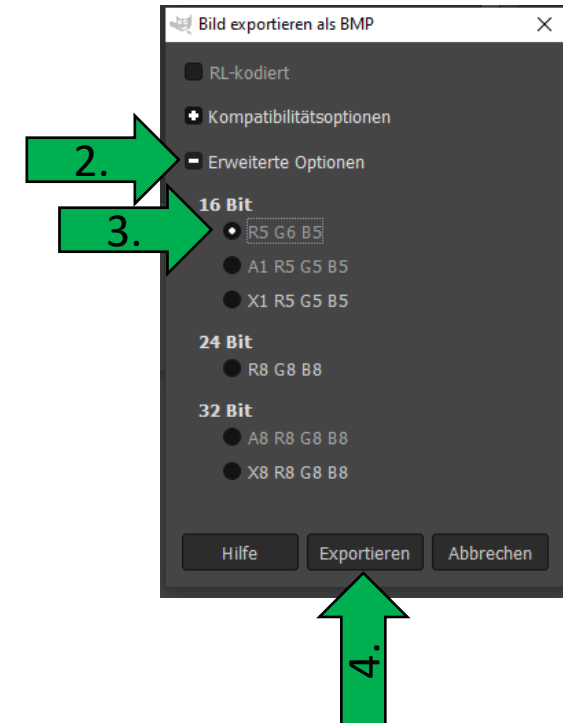 Bild exportieren als BMP
RL-kodiert
Kompatibilitätsoptionen
2.
Erweiterte Optionen
16 Bit
3.
R5 G6 B5
A1 R5 G5 B5
X1 R5 G5 B5
24 Bit
R8 G8 B8
32 Bit
A8 R8 G8 B8
X8 R8 G8 B8
Hilfe Exportieren Abbrechen
4.